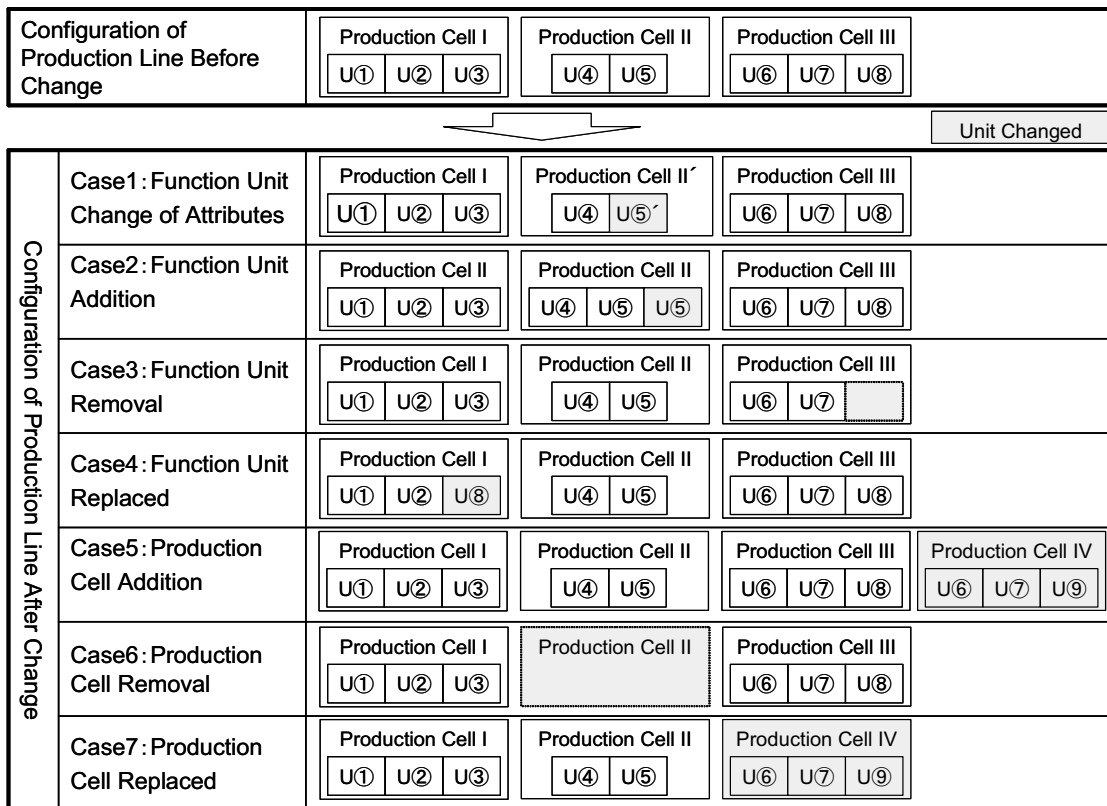 Configuration of
Production Line Before
Change
Production Cell I
Production Cell II
Production Cell III
U① U② U③
U④ U⑤
U⑥ U⑦ U⑧
Unit Changed
Configuration of Production Line After Change
Case1:Function Unit
Change of Attributes
Production Cell I
Production Cell II´
Production Cell III
U① U② U③
U④ U⑤´
U⑥ U⑦ U⑧
Case2:Function Unit
Addition
Production Cel II
Production Cell II
Production Cell III
U① U② U③
U④ U⑤ U⑤
U⑥ U⑦ U⑧
Case3:Function Unit
Removal
Production Cell I
Production Cell II
Production Cell III
U① U② U③
U④ U⑤
U⑥ U⑦
Case4:Function Unit
Replaced
Production Cell I
Production Cell II
Production Cell III
U① U② U⑧
U④ U⑤
U⑥ U⑦ U⑧
Case5:Production
Cell Addition
Production Cell I
Production Cell II
Production Cell III
Production Cell IV
U① U② U③
U④ U⑤
U⑥ U⑦ U⑧
U⑥ U⑦ U⑨
Case6:Production
Cell Removal
Production Cell I
Production Cell II
Production Cell III
U① U② U③
U⑥ U⑦ U⑧
Case7:Production
Cell Replaced
Production Cell I
Production Cell II
Production Cell IV
U① U② U③
U④ U⑤
U⑥ U⑦ U⑨